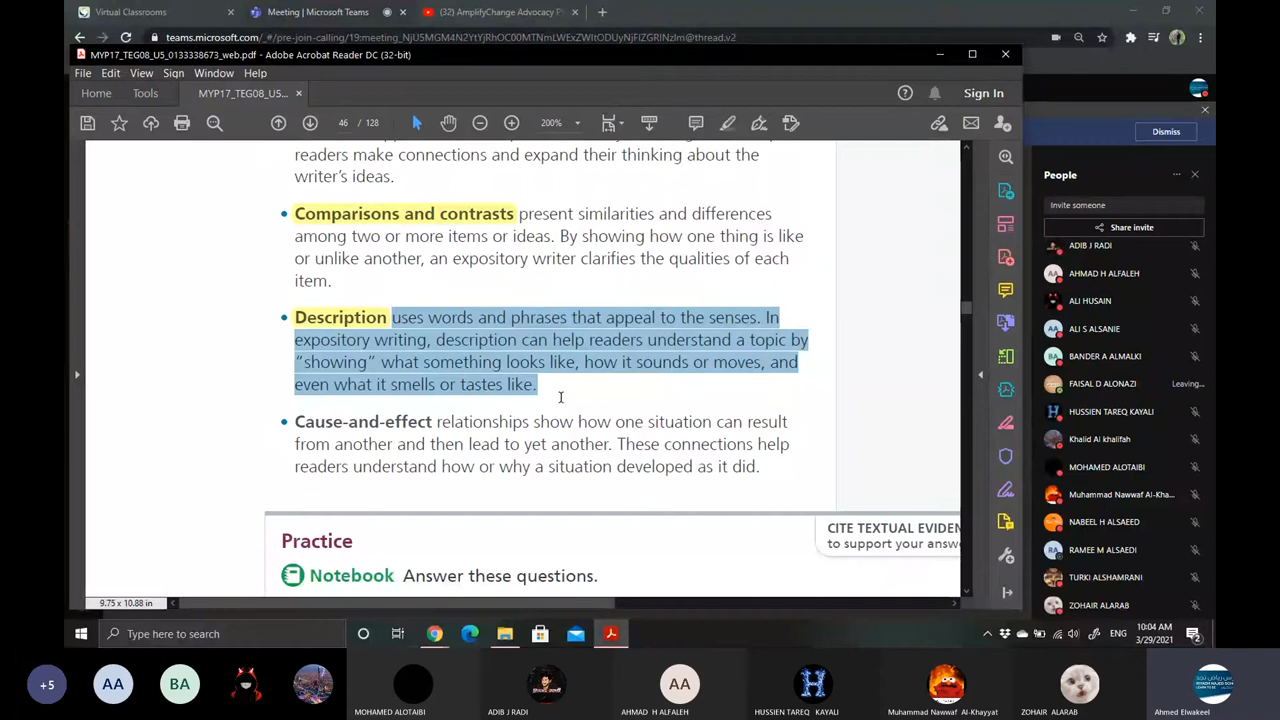 Virtual Classrooms
Meeting | Microsoft Teams
(32) AmplifyChange Advocacy P
MYP17_TEG08_U5_0133338673_web.pdf - Adobe Acrobat Reader DC (32-bit)
File Edit View Sign Window Help
Home Tools MYP17_TEG08_U5... Sign In
46 / 128 200%
Dismiss
People
Invite someone
Share invite
readers make connections and expand their thinking about the
writer's ideas.
• Comparisons and contrasts present similarities and differences
among two or more items or ideas. By showing how one thing is like
or unlike another, an expository writer clarifies the qualities of each
item.
• Description uses words and phrases that appeal to the senses. In
expository writing, description can help readers understand a topic by
“showing” what something looks like, how it sounds or moves, and
even what it smells or tastes like.
• Cause-and-effect relationships show how one situation can result
from another and then lead to yet another. These connections help
readers understand how or why a situation developed as it did.
CITE TEXTUAL EVIDEN
to support your answ
Practice
Notebook Answer these questions.
9.75 x 10.88 in
ADIB J RADI
AA AHMAD H ALFALEH
ALI HUSAIN
AS ALI S ALSANIE
BA BANDER A ALMALKI
FAISAL D ALONAZI Leaving...
HUSSIEN TAREQ KAYALI
Khalid Al khalifah
MOHAMED ALOTAIBI
Muhammad Nawwaf Al-Kha...
NABEEL H ALSAEED
RA RAMEE M ALSAEDI
TURKI ALSHAMRANI
ZOHAIR ALARAB
Type here to search
ENG
10:04 AM
3/29/2021
2
+5 AA BA AA
MOHAMED ALOTAIBI
ADIB J RADI
AHMAD H ALFALEH
HUSSIEN TAREQ KAYALI
Muhammad Nawwaf Al-Khayyat
ZOHAIR ALARAB
Ahmed Elwakeel